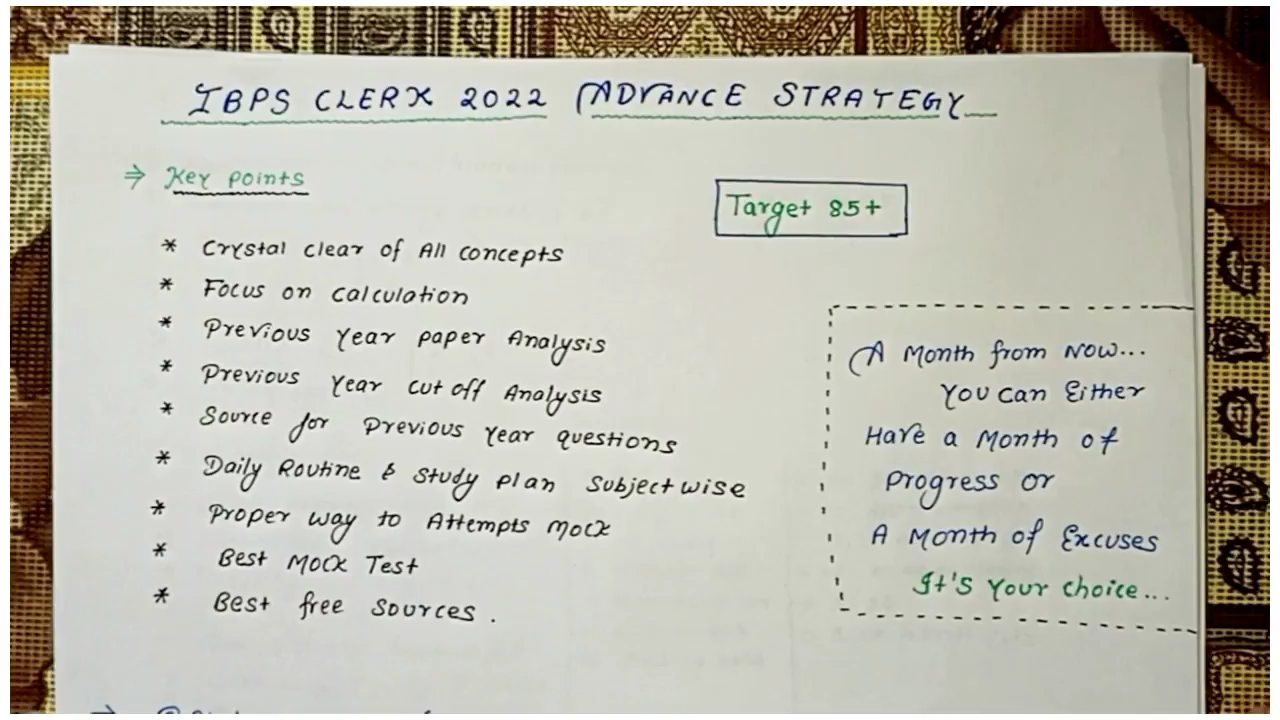 IBPS CLERK 2022 ADVANCE STRATEGY
⇒ Key points
Target 85+
* Crystal clear of All concepts
* Focus on calculation
* Previous Year paper Analysis
* Previous Year cut off Analysis
* Source for Previous Year questions
* Daily Routine & Study plan Subject wise
* Proper way to Attempts mock
* Best Mock Test
* Best free sources.
A Month from Now...
You can Either
Have a Month of
Progress or
A Month of Excuses
It's Your choice...